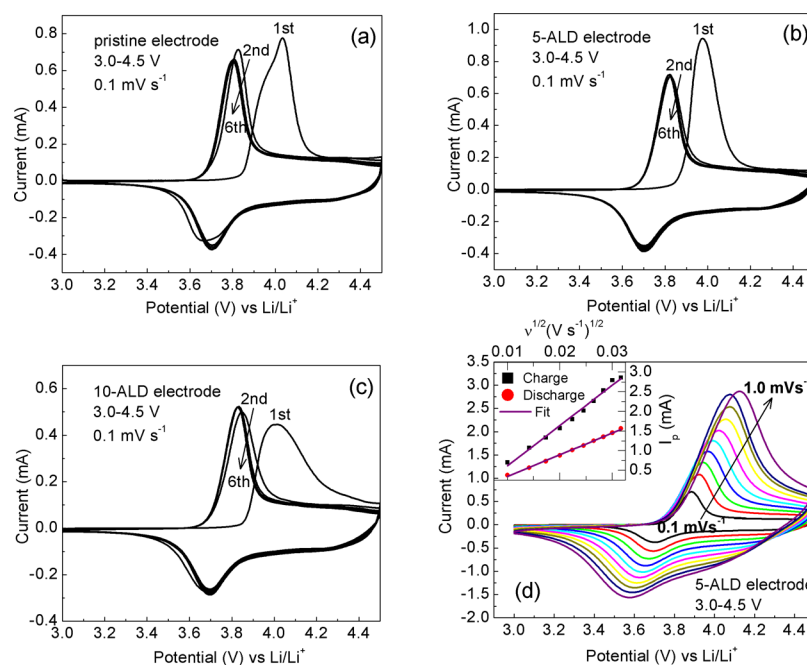 (a)
pristine electrode
3.0-4.5 V
0.1 mV s-1
1st
2nd
6th
0.8
0.6
0.4
0.2
0.0
-0.2
-0.4
Current (mA)
3.0 3.2 3.4 3.6 3.8 4.0 4.2 4.4
Potential (V) vs Li/Li+
(b)
5-ALD electrode
3.0-4.5 V
0.1 mV s-1
1st
2nd
6th
1.0
0.8
0.6
0.4
0.2
0.0
-0.2
-0.4
Current (mA)
3.0 3.2 3.4 3.6 3.8 4.0 4.2 4.4
Potential (V) vs Li/Li+
(c)
10-ALD electrode
3.0-4.5 V
0.1 mV s-1
1st
2nd
6th
0.6
0.4
0.2
0.0
-0.2
-0.4
Current (mA)
3.0 3.2 3.4 3.6 3.8 4.0 4.2 4.4
Potential (V) vs Li/Li+
ν1/2(V s-1)1/2
0.01 0.02 0.03
Charge
Discharge
Fit
3.0
2.5
2.0
1.5
1.0
0.5
Ip (mA)
1.0 mVs-1
0.1 mVs-1
(d)
5-ALD electrode
3.0-4.5 V
3.5
3.0
2.5
2.0
1.5
1.0
0.5
0.0
-0.5
-1.0
-1.5
-2.0
Current (mA)
3.0 3.2 3.4 3.6 3.8 4.0 4.2 4.4
Potential (V) vs Li/Li+